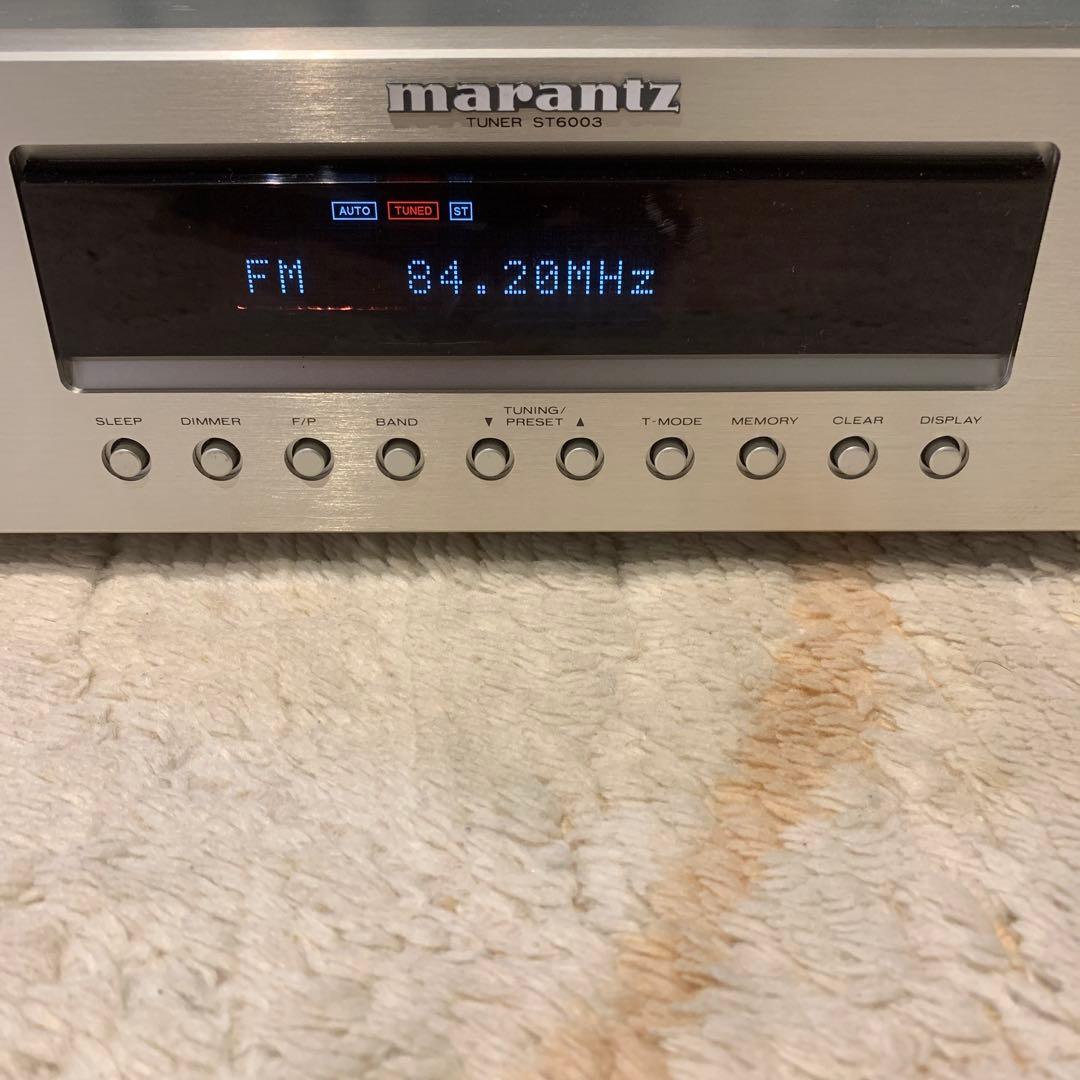 marantz
TUNER ST6003
AUTO TUNED ST
FM 84.20MHz
SLEEP DIMMER F/P BAND ▼ TUNING/PRESET ▲ T-MODE MEMORY CLEAR DISPLAY